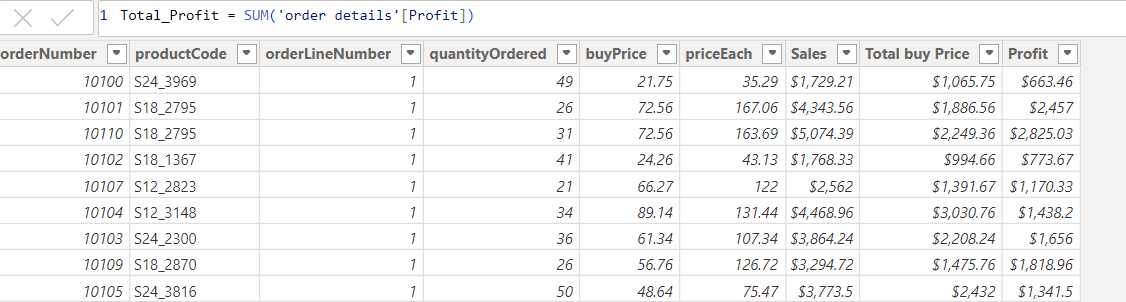 1 Total_Profit = SUM('order details'[Profit])
orderNumber productCode orderLineNumber quantityOrdered buyPrice priceEach Sales Total buy Price Profit
10100 S24_3969 1 49 21.75 35.29 $1,729.21 $1,065.75 $663.46
10101 S18_2795 1 26 72.56 167.06 $4,343.56 $1,886.56 $2,457
10110 S18_2795 1 31 72.56 163.69 $5,074.39 $2,249.36 $2,825.03
10102 S18_1367 1 41 24.26 43.13 $1,768.33 $994.66 $773.67
10107 S12_2823 1 21 66.27 122 $2,562 $1,391.67 $1,170.33
10104 S12_3148 1 34 89.14 131.44 $4,468.96 $3,030.76 $1,438.2
10103 S24_2300 1 36 61.34 107.34 $3,864.24 $2,208.24 $1,656
10109 S18_2870 1 26 56.76 126.72 $3,294.72 $1,475.76 $1,818.96
10105 S24_3816 1 50 48.64 75.47 $3,773.5 $2,432 $1,341.5